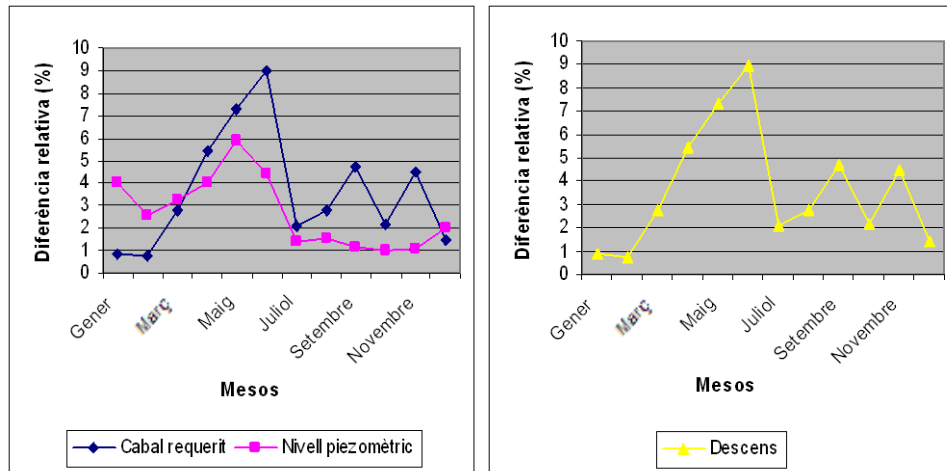 Diferència relativa (%)
10
9
8
7
6
5
4
3
2
1
0
Gener
Març
Maig
Juliol
Setembre
Novembre
Mesos
Cabal requerit
Nivell piezomètric
Diferència relativa (%)
10
9
8
7
6
5
4
3
2
1
0
Gener
Març
Maig
Juliol
Setembre
Novembre
Mesos
Descens